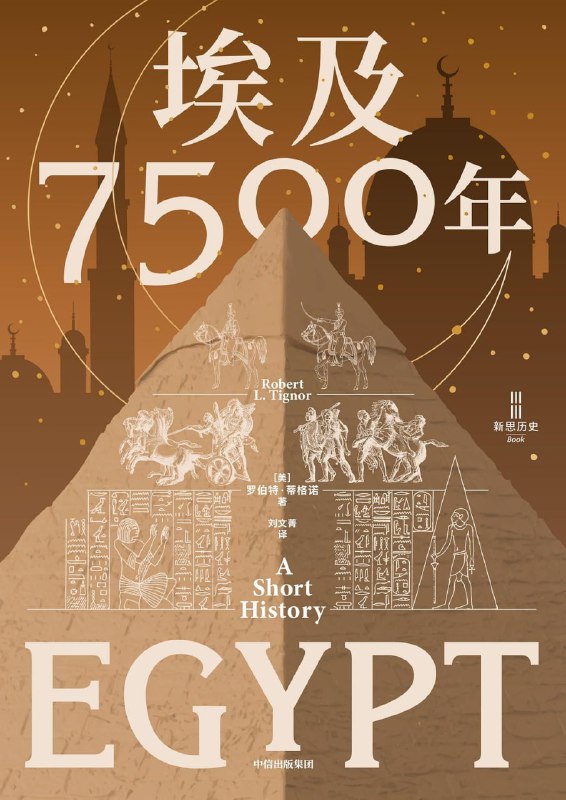 埃及
7500年
Robert
L. Tignor
新思历史
Book
[美]
罗伯特·蒂格诺
著
刘文菁
译
A
Short
History
EGYPT
中信出版集团